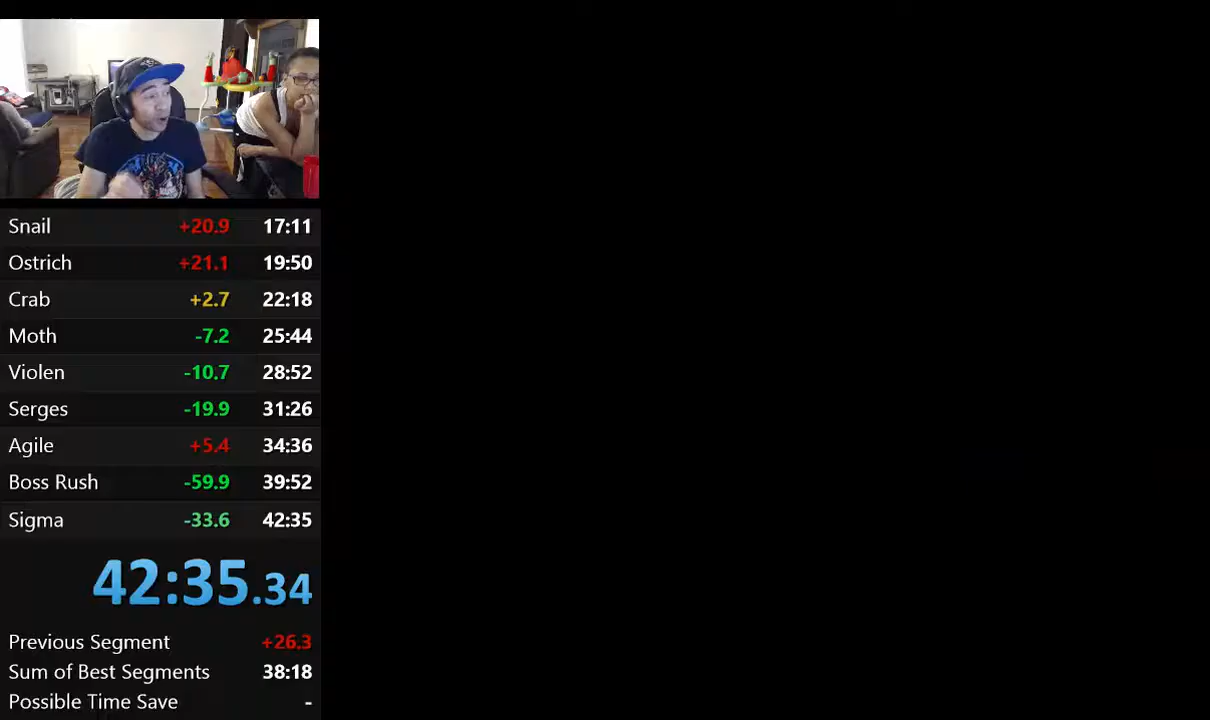 Snail +20.9 17:11
Ostrich +21.1 19:50
Crab +2.7 22:18
Moth -7.2 25:44
Violen -10.7 28:52
Serges -19.9 31:26
Agile +5.4 34:36
Boss Rush -59.9 39:52
Sigma -33.6 42:35
42:35.34
Previous Segment +26.3
Sum of Best Segments 38:18
Possible Time Save -